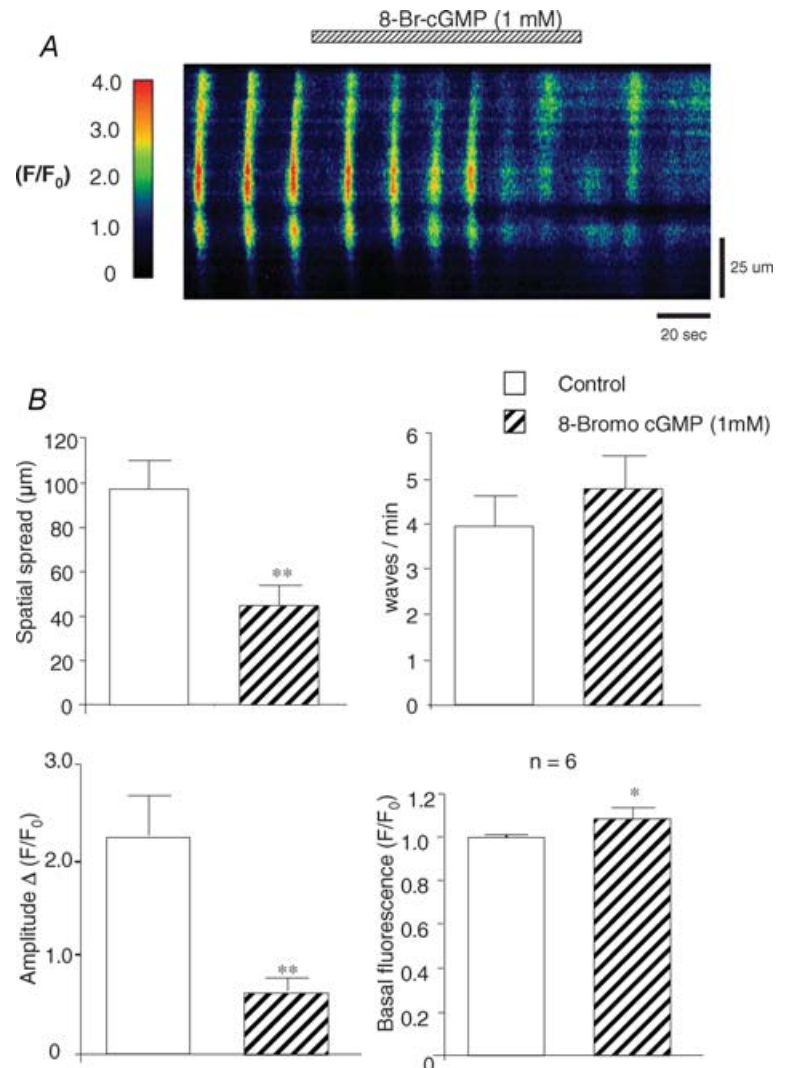 8-Br-cGMP (1 mM)
A
4.0
3.0
(F/F₀)
2.0
1.0
0
25 um
20 sec
B
Control
8-Bromo cGMP (1mM)
Spatial spread (µm)
120
100
80
60
40
20
0
**
waves / min
6
5
4
3
2
1
0
Amplitude Δ (F/F₀)
3.0
2.0
1.0
0
**
n = 6
Basal fluorescence (F/F₀)
1.2
1.0
0.8
0.6
0.4
0.2
0
*